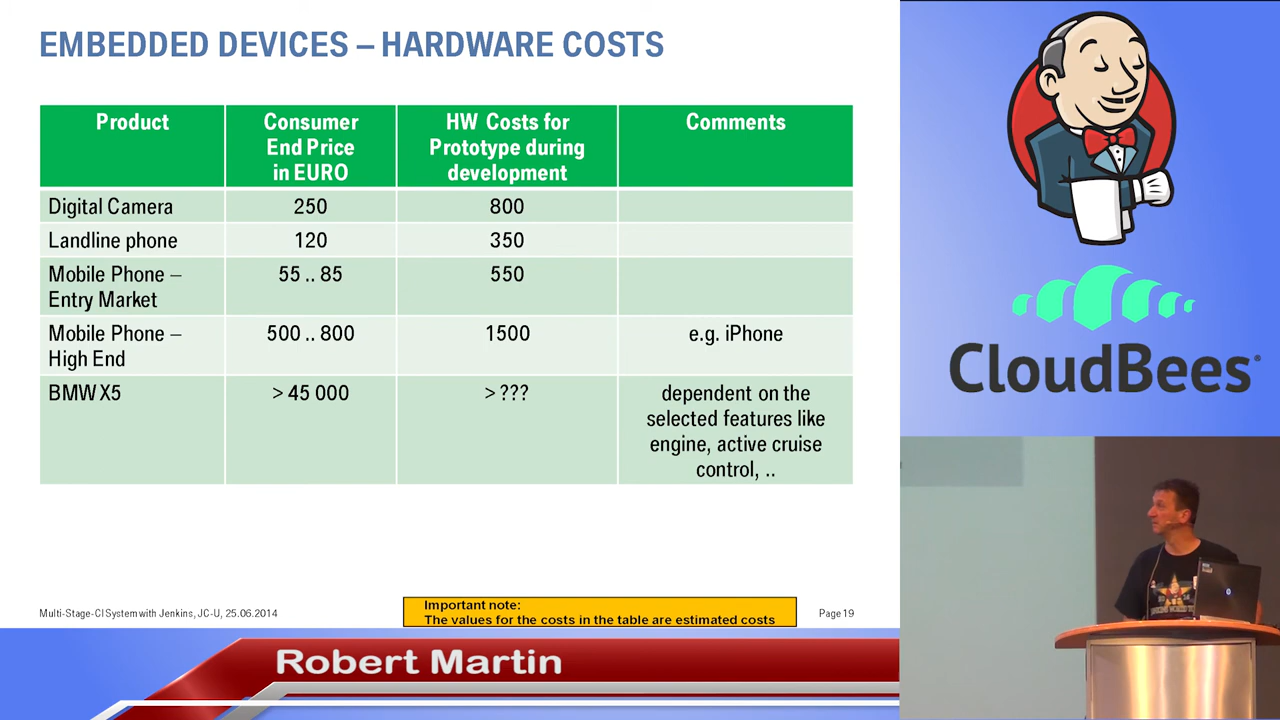 EMBEDDED DEVICES – HARDWARE COSTS
Product
Consumer
End Price
in EURO
HW Costs for
Prototype during
development
Comments
Digital Camera
250
800
Landline phone
120
350
Mobile Phone –
Entry Market
55 .. 85
550
Mobile Phone –
High End
500 .. 800
1500
e.g. iPhone
BMW X5
> 45 000
> ???
dependent on the
selected features like
engine, active cruise
control, ..
Multi-Stage-CI System with Jenkins, JC-U, 25.06.2014
Important note:
The values for the costs in the table are estimated costs
Page 19
Robert Martin
CloudBees